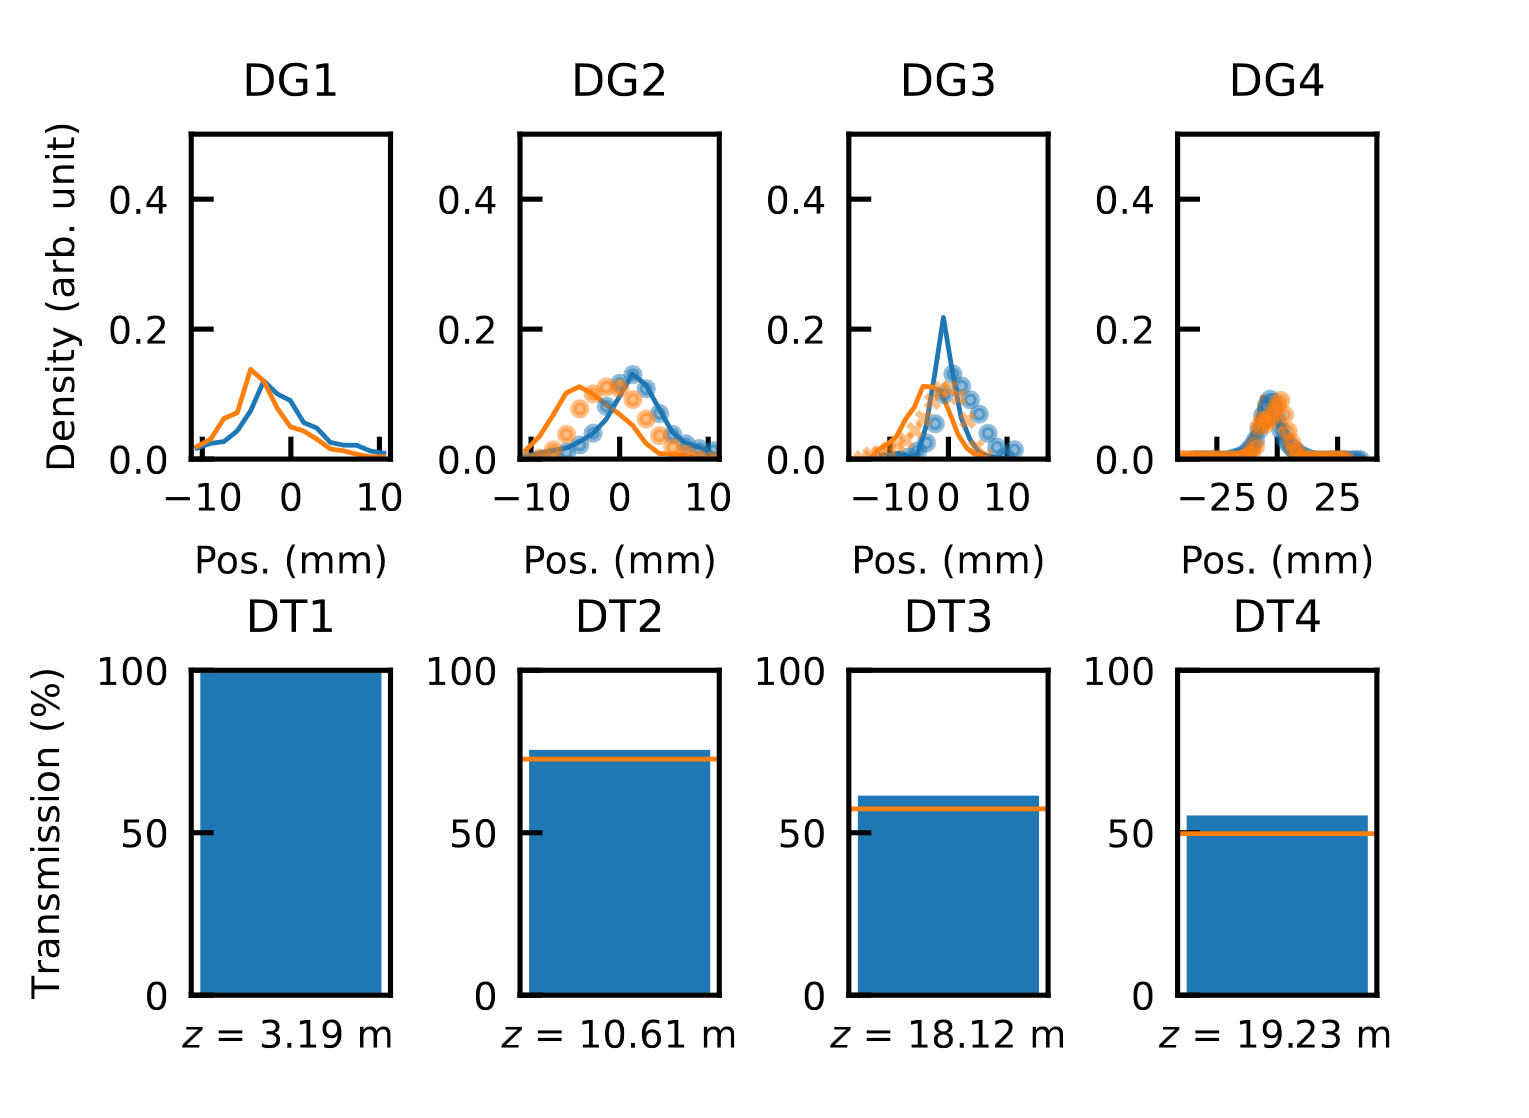 DG1 DG2 DG3 DG4
Density (arb. unit)
0.4 0.4 0.4 0.4
0.2 0.2 0.2 0.2
0.0 0.0 0.0 0.0
−10 0 10 −10 0 10 −10 0 10 −25 0 25
Pos. (mm) Pos. (mm) Pos. (mm) Pos. (mm)
DT1 DT2 DT3 DT4
Transmission (%)
100 100 100 100
50 50 50 50
0 0 0 0
z = 3.19 m z = 10.61 m z = 18.12 m z = 19.23 m